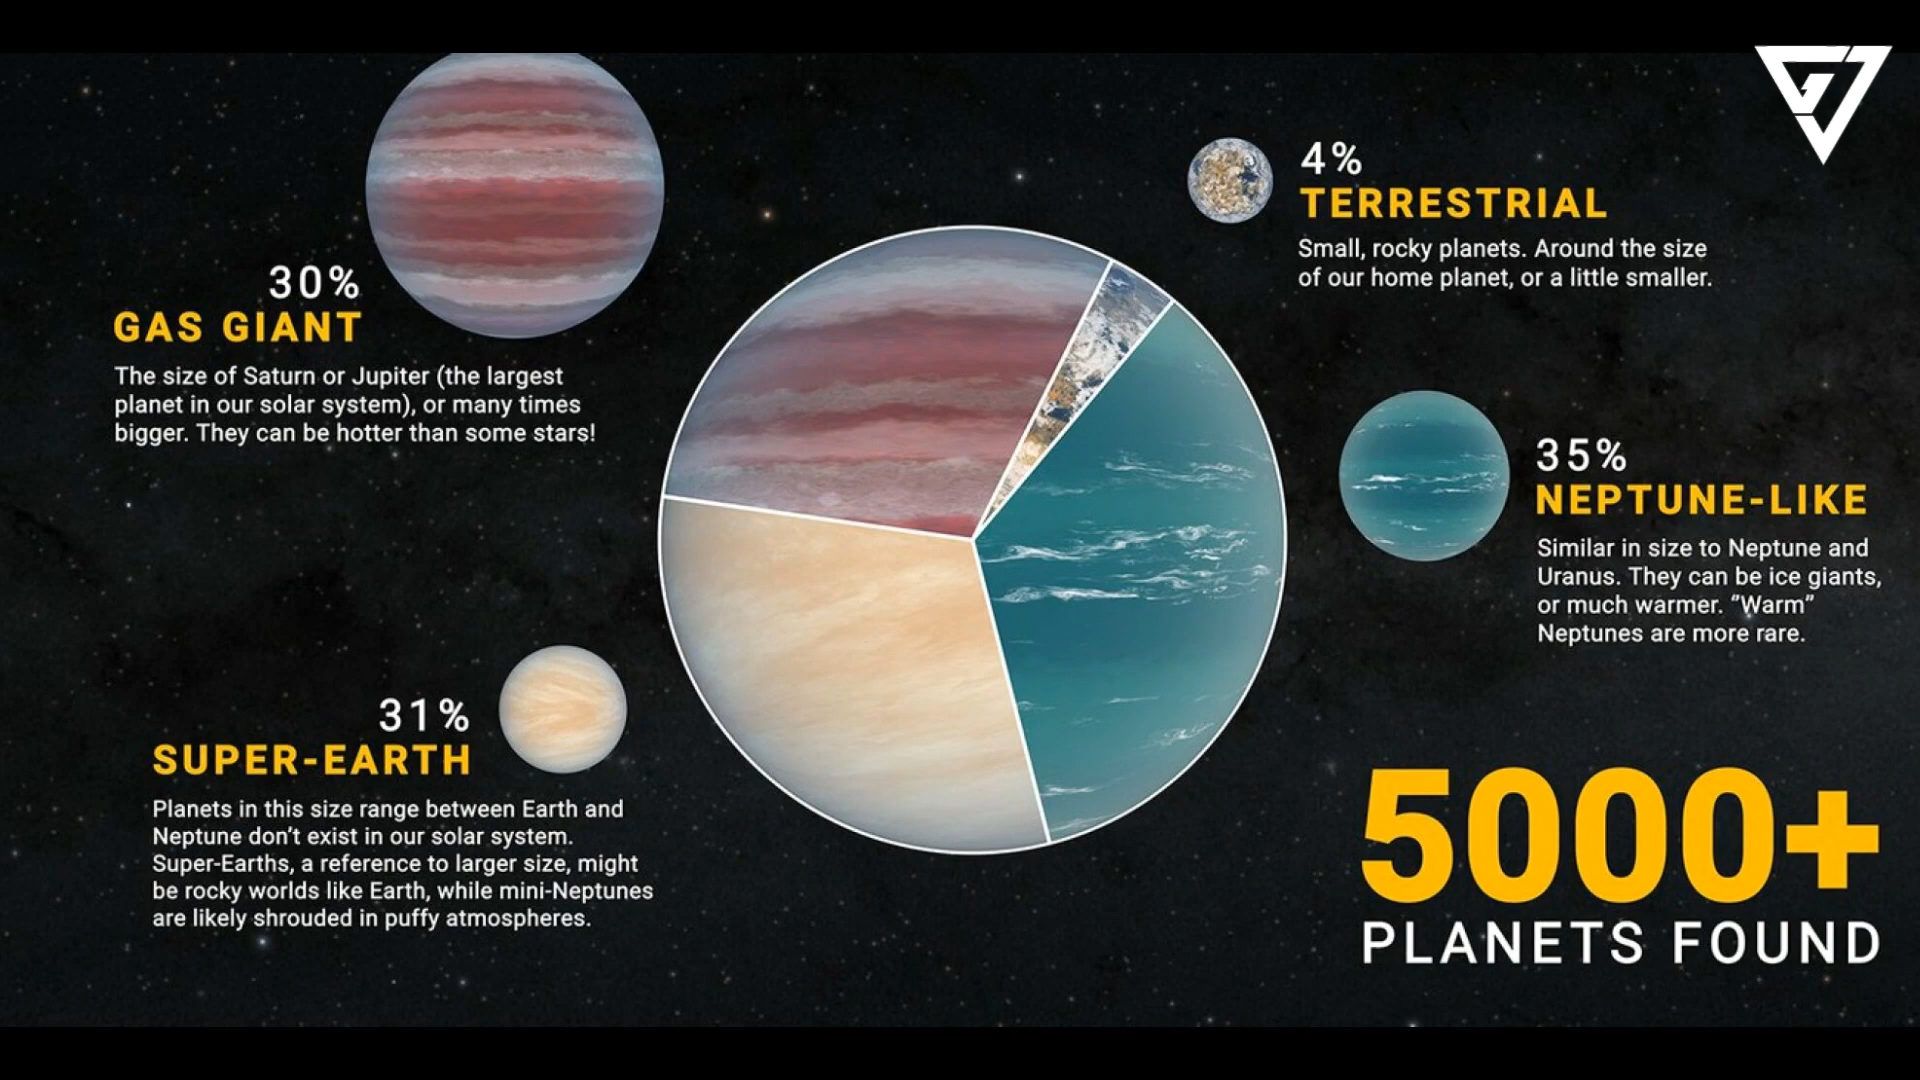 30%
GAS GIANT
The size of Saturn or Jupiter (the largest
planet in our solar system), or many times
bigger. They can be hotter than some stars!
4%
TERRESTRIAL
Small, rocky planets. Around the size
of our home planet, or a little smaller.
35%
NEPTUNE-LIKE
Similar in size to Neptune and
Uranus. They can be ice giants,
or much warmer. "Warm"
Neptunes are more rare.
31%
SUPER-EARTH
Planets in this size range between Earth and
Neptune don't exist in our solar system.
Super-Earths, a reference to larger size, might
be rocky worlds like Earth, while mini-Neptunes
are likely shrouded in puffy atmospheres.
5000+
PLANETS FOUND